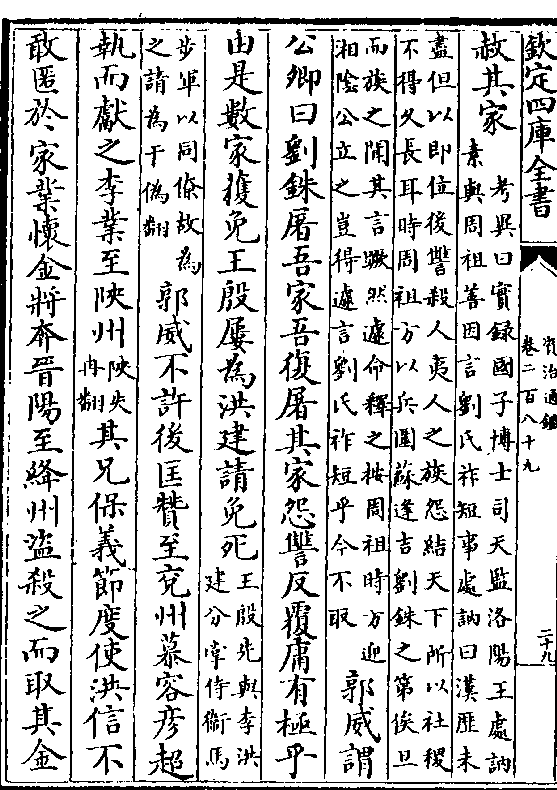 欽定四庫全書
資治通鑑
卷二百八十九
二十九
赦其家
考異曰實録國子博士司天監洛陽王處訥
素與周祖善因言劉氏祚短事處訥曰漢厯未
盡但以即位後讐殺人夷人之族怨結天下所以社稷
不得久長耳時周祖方以兵圍蘇逢吉劉銖之第俟旦
而族之聞其言蹶然遽命釋之按周祖時方迎
湘隂公立之豈得遽言劉氏祚短乎今不取
郭威謂
公卿曰劉銖屠吾家吾復屠其家怨讐反覆庸有極乎
由是數家獲免王殷屢為洪建請免死
王殷先與李洪
建分掌侍衛馬
步軍以同僚故為
之請為于偽翻
郭威不許後匡贊至兖州慕容彦超
執而獻之李業至陜州
陜失
冉翻
其兄保義節度使洪信不
敢匿於家業懷金將奔晉陽至絳州盜殺之而取其金